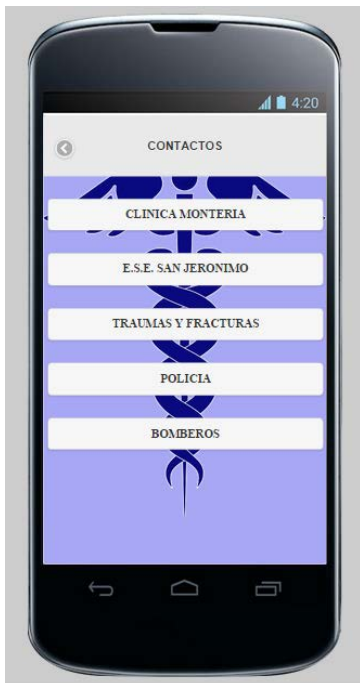 4:20
CONTACTOS
CLINICA MONTERIA
E.S.E. SAN JERONIMO
TRAUMAS Y FRACTURAS
POLICIA
BOMBEROS